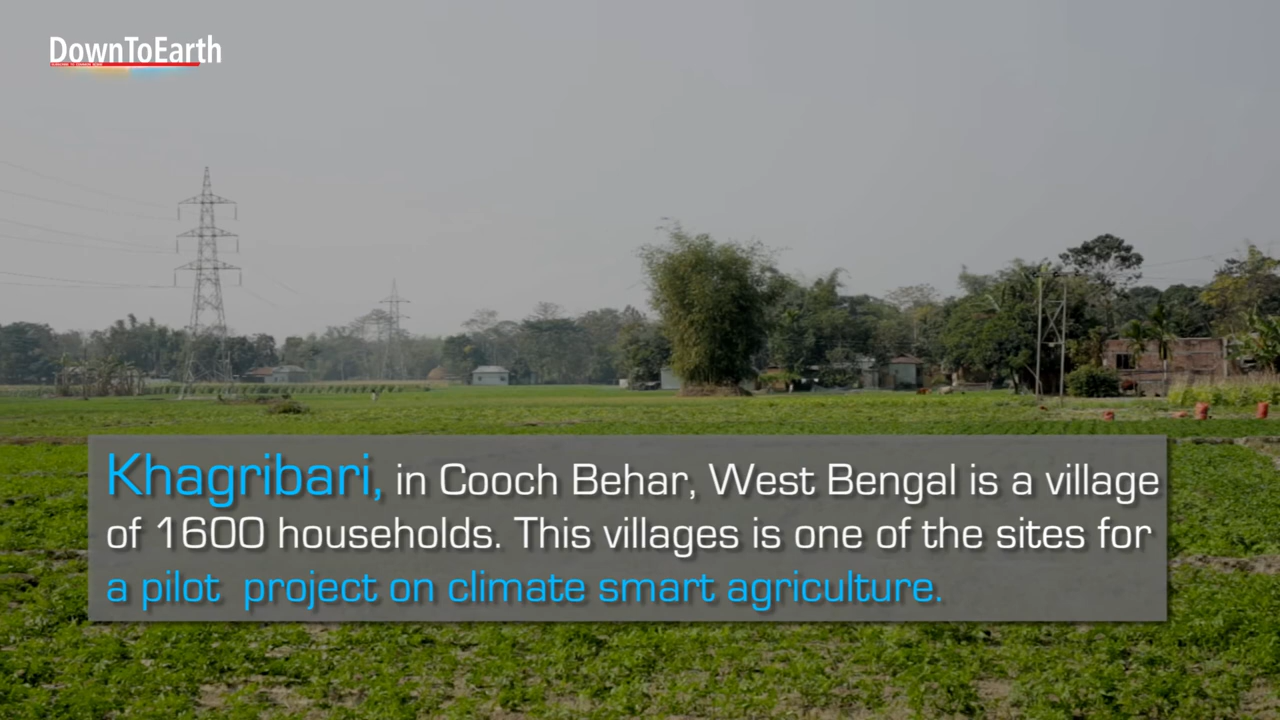 DownToEarth
Khagribari, in Cooch Behar, West Bengal is a village
of 1600 households. This villages is one of the sites for
a pilot project on climate smart agriculture.